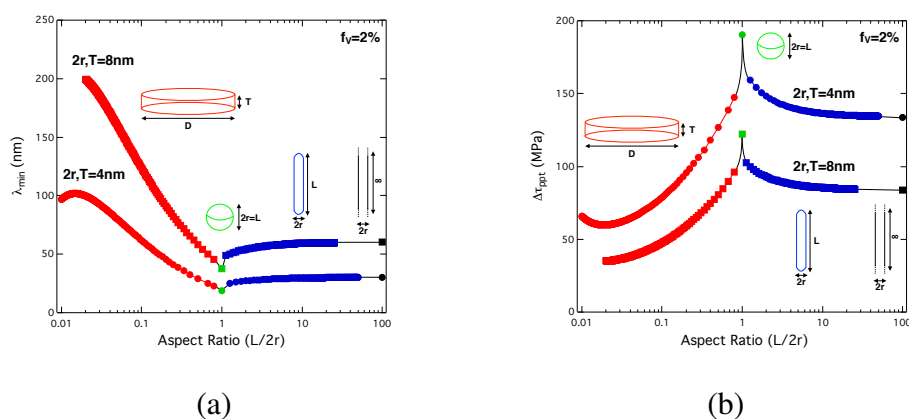 250
200
150
100
50
0
λmin (nm)
0.01
0.1
1
10
100
Aspect Ratio (L/2r)
fV=2%
2r,T=8nm
2r,T=4nm
T
D
2r=L
L
2r
∞
2r
(a)
200
150
100
50
0
Δτppt (MPa)
0.01
0.1
1
10
100
Aspect Ratio (L/2r)
fV=2%
2r=L
2r,T=4nm
T
D
2r,T=8nm
L
2r
∞
2r
(b)